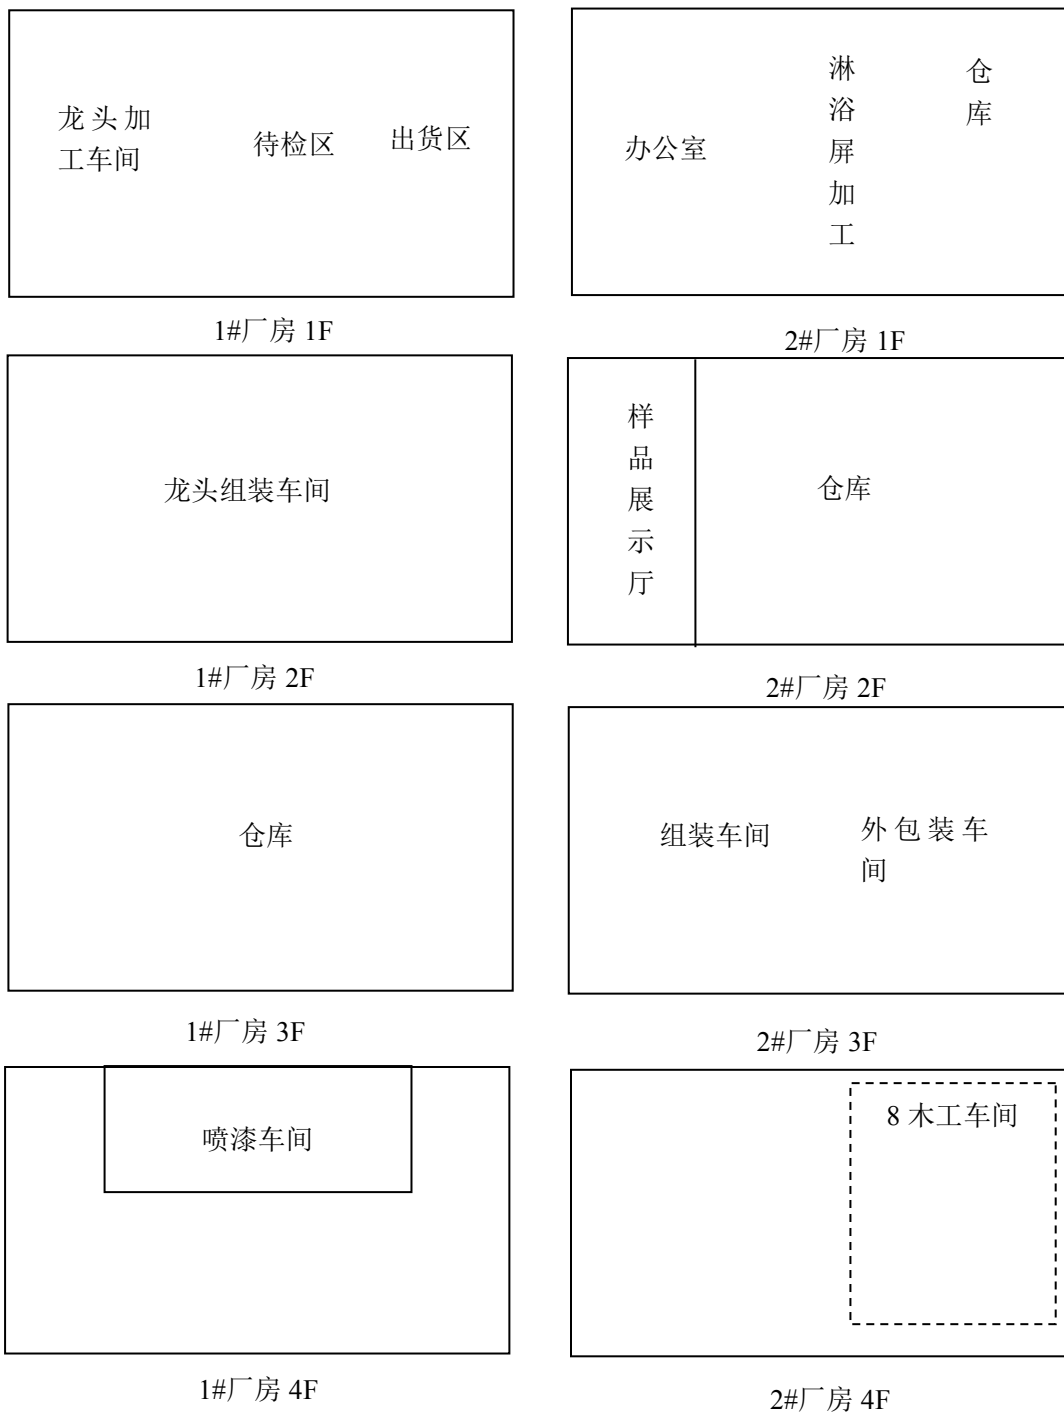 龙头加
工车间
待检区
出货区
1#厂房 1F
办公室
淋浴屏加工
仓库
2#厂房 1F
龙头组装车间
1#厂房 2F
样品展示厅
仓库
2#厂房 2F
仓库
1#厂房 3F
组装车间
外包装车
间
2#厂房 3F
喷漆车间
1#厂房 4F
8 木工车间
2#厂房 4F